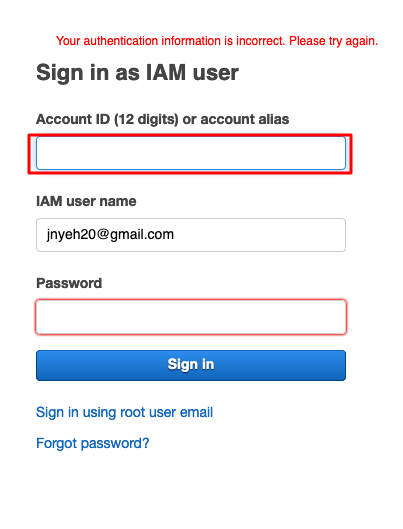 Your authentication information is incorrect. Please try again.
Sign in as IAM user
Account ID (12 digits) or account alias
IAM user name
jnyeh20@gmail.com
Password
Sign in
Sign in using root user email
Forgot password?